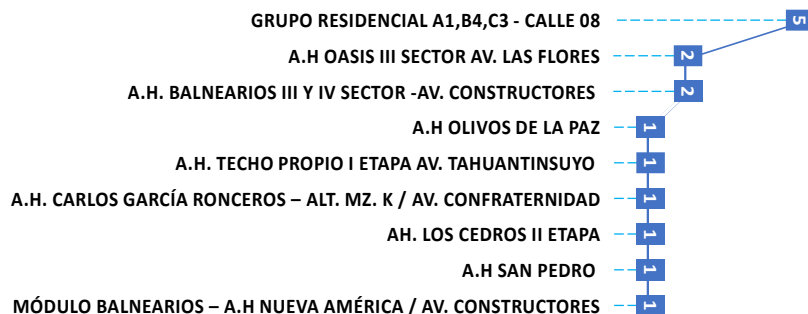 GRUPO RESIDENCIAL A1,B4,C3 - CALLE 08 5
A.H OASIS III SECTOR AV. LAS FLORES 2
A.H. BALNEARIOS III Y IV SECTOR -AV. CONSTRUCTORES 2
A.H OLIVOS DE LA PAZ 1
A.H. TECHO PROPIO I ETAPA AV. TAHUANTINSUYO 1
A.H. CARLOS GARCÍA RONCEROS – ALT. MZ. K / AV. CONFRATERNIDAD 1
AH. LOS CEDROS II ETAPA 1
A.H SAN PEDRO 1
MÓDULO BALNEARIOS – A.H NUEVA AMÉRICA / AV. CONSTRUCTORES 1